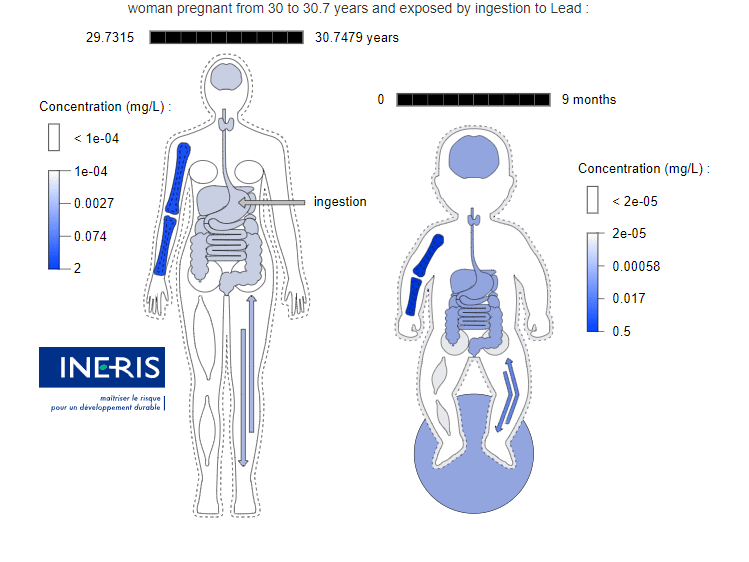 woman pregnant from 30 to 30.7 years and exposed by ingestion to Lead :
29.7315 30.7479 years
0 9 months
Concentration (mg/L) :
< 1e-04
1e-04
0.0027
0.074
2
ingestion
Concentration (mg/L) :
< 2e-05
2e-05
0.00058
0.017
0.5
INERIS
maîtriser le risque
pour un développement durable